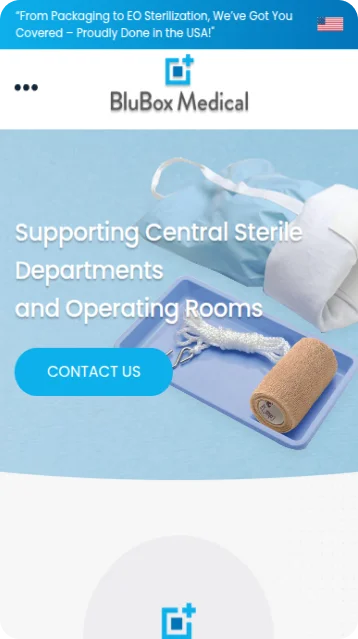 “From Packaging to EO Sterilization, We’ve Got You
Covered – Proudly Done in the USA!"
BluBox Medical
Supporting Central Sterile
Departments
and Operating Rooms
CONTACT US